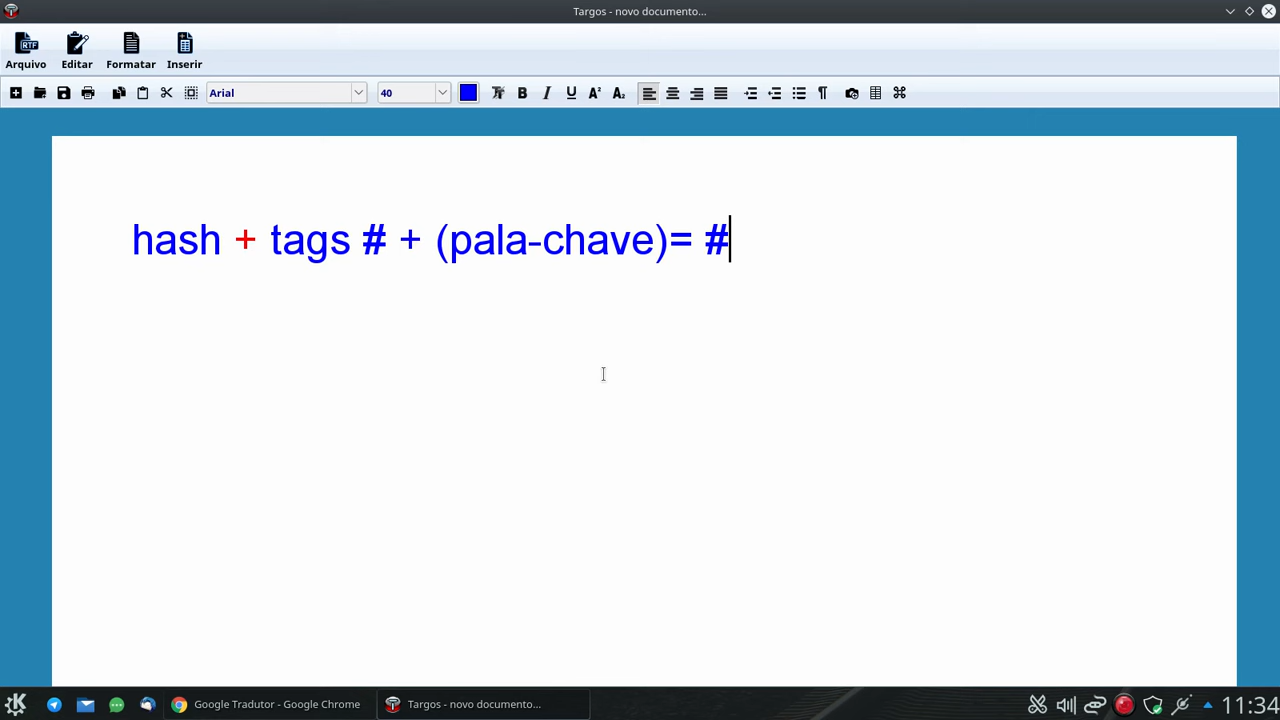 Targos - novo documento...
Arquivo Editar Formatar Inserir
Arial 40
hash + tags # + (pala-chave)= #
Google Tradutor - Google Chrome Targos - novo documento... 11:34